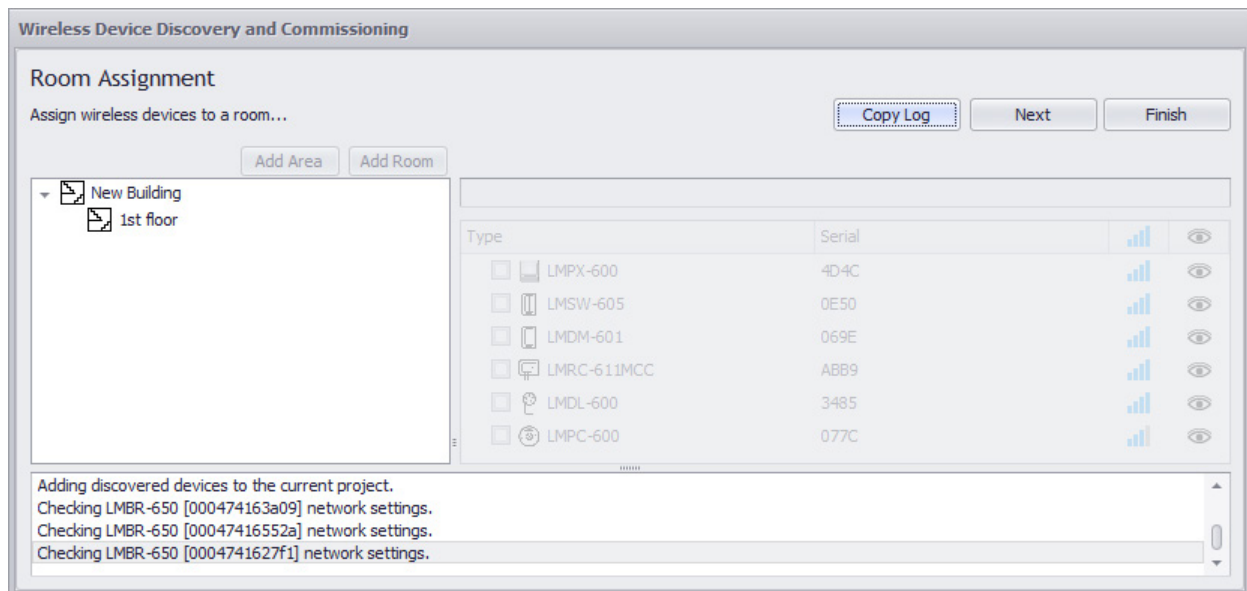 Wireless Device Discovery and Commissioning
Room Assignment
Assign wireless devices to a room...
Copy Log Next Finish
Add Area Add Room
New Building
1st floor
Type Serial
LMPX-600 4D4C
LMSW-605 0E50
LMDM-601 069E
LMRC-611MCC ABB9
LMDL-600 3485
LMPC-600 077C
Adding discovered devices to the current project.
Checking LMBR-650 [000474163a09] network settings.
Checking LMBR-650 [00047416552a] network settings.
Checking LMBR-650 [0004741627f1] network settings.